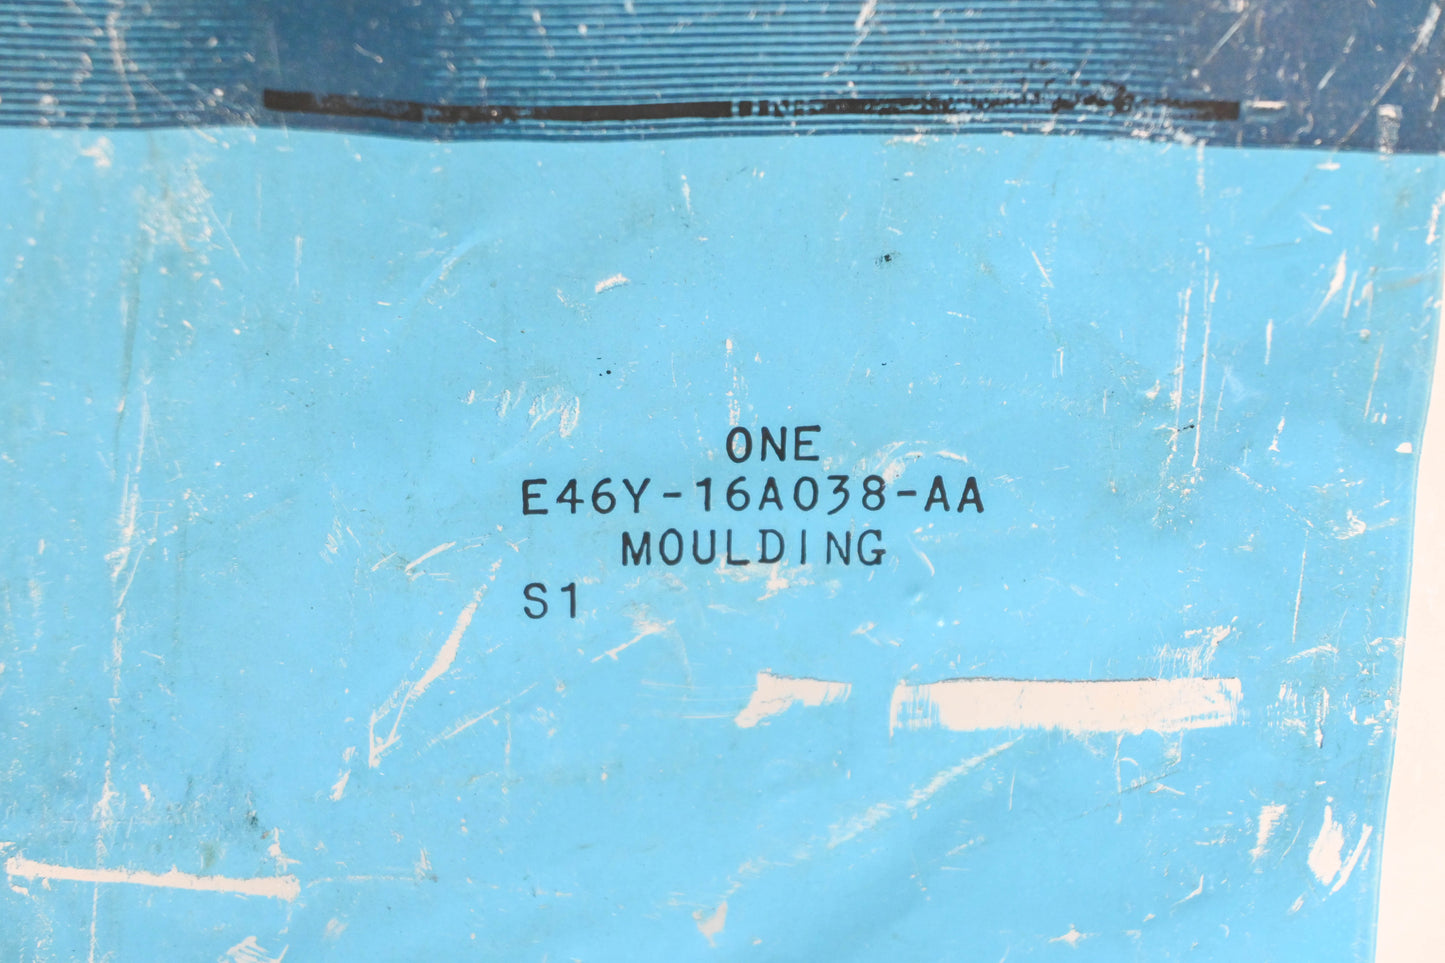 ONE
E46Y-16A038-AA
MOULDING
S1